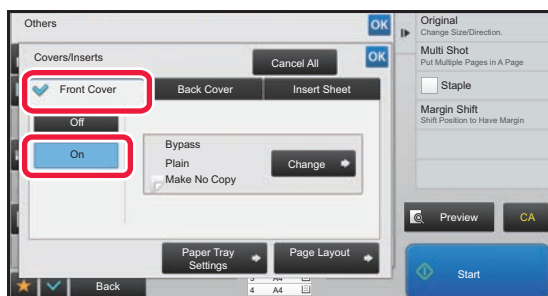 Others
OK
Covers/Inserts
Cancel All
OK
Front Cover
Back Cover
Insert Sheet
Off
On
Bypass
Plain
Make No Copy
Change
Paper Tray
Settings
Page Layout
Back
3 A4
4 A4
Original
Change Size/Direction.
Multi Shot
Put Multiple Pages in A Page
Staple
Margin Shift
Shift Position to Have Margin
Preview
CA
Start